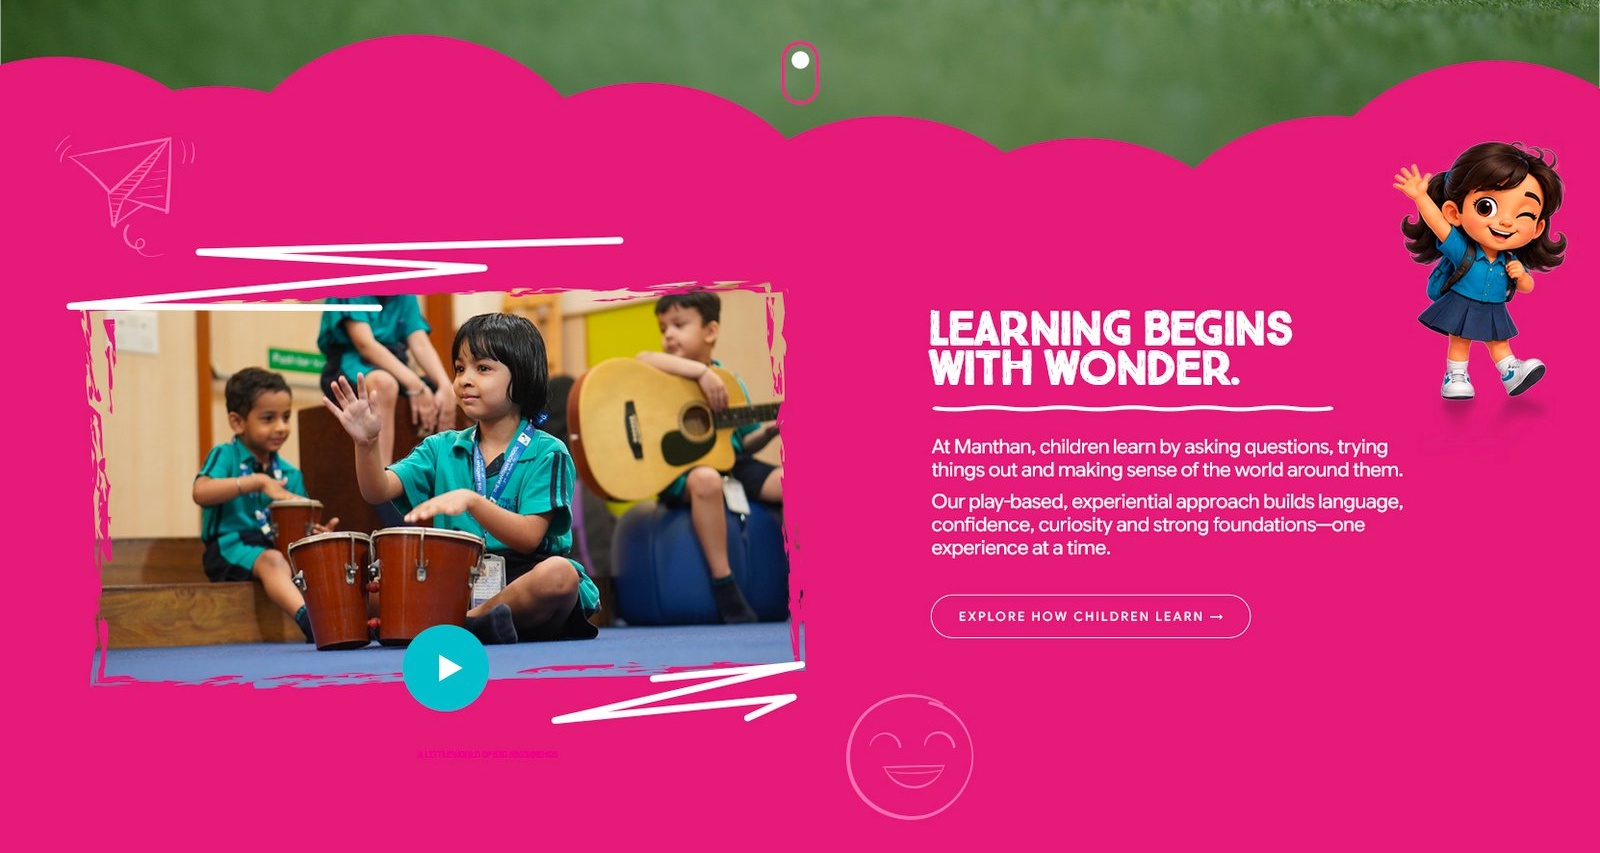 LEARNING BEGINS
WITH WONDER.
At Manthan, children learn by asking questions, trying
things out and making sense of the world around them.
Our play-based, experiential approach builds language,
confidence, curiosity and strong foundations—one
experience at a time.
EXPLORE HOW CHILDREN LEARN →